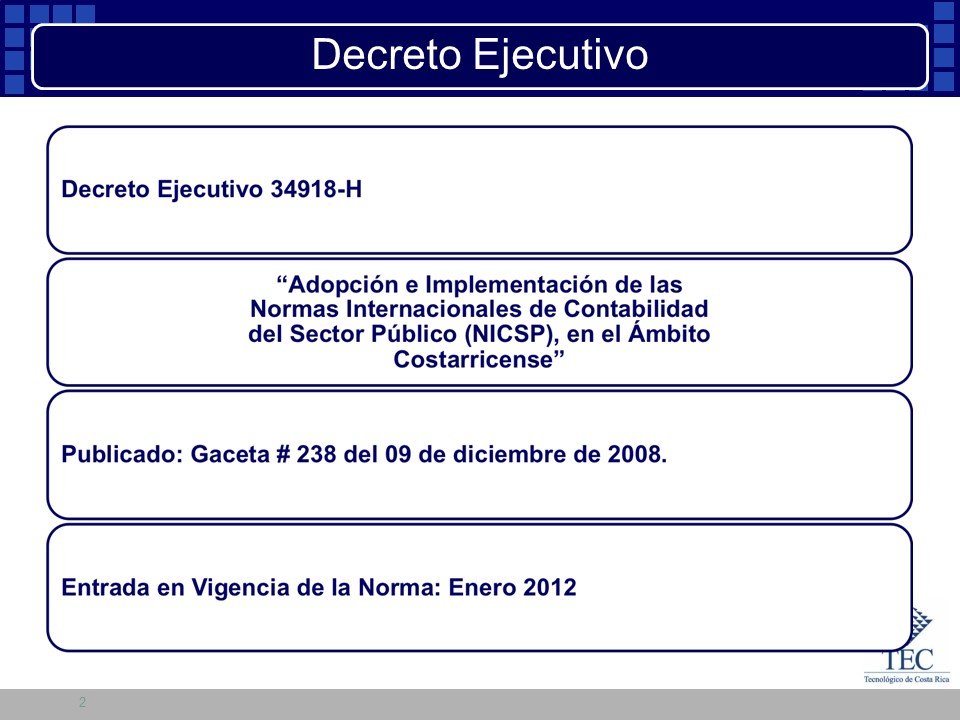 Decreto Ejecutivo
Decreto Ejecutivo 34918-H
“Adopción e Implementación de las
Normas Internacionales de Contabilidad
del Sector Público (NICSP), en el Ámbito
Costarricense”
Publicado: Gaceta # 238 del 09 de diciembre de 2008.
Entrada en Vigencia de la Norma: Enero 2012
TEC
Tecnológico de Costa Rica
2